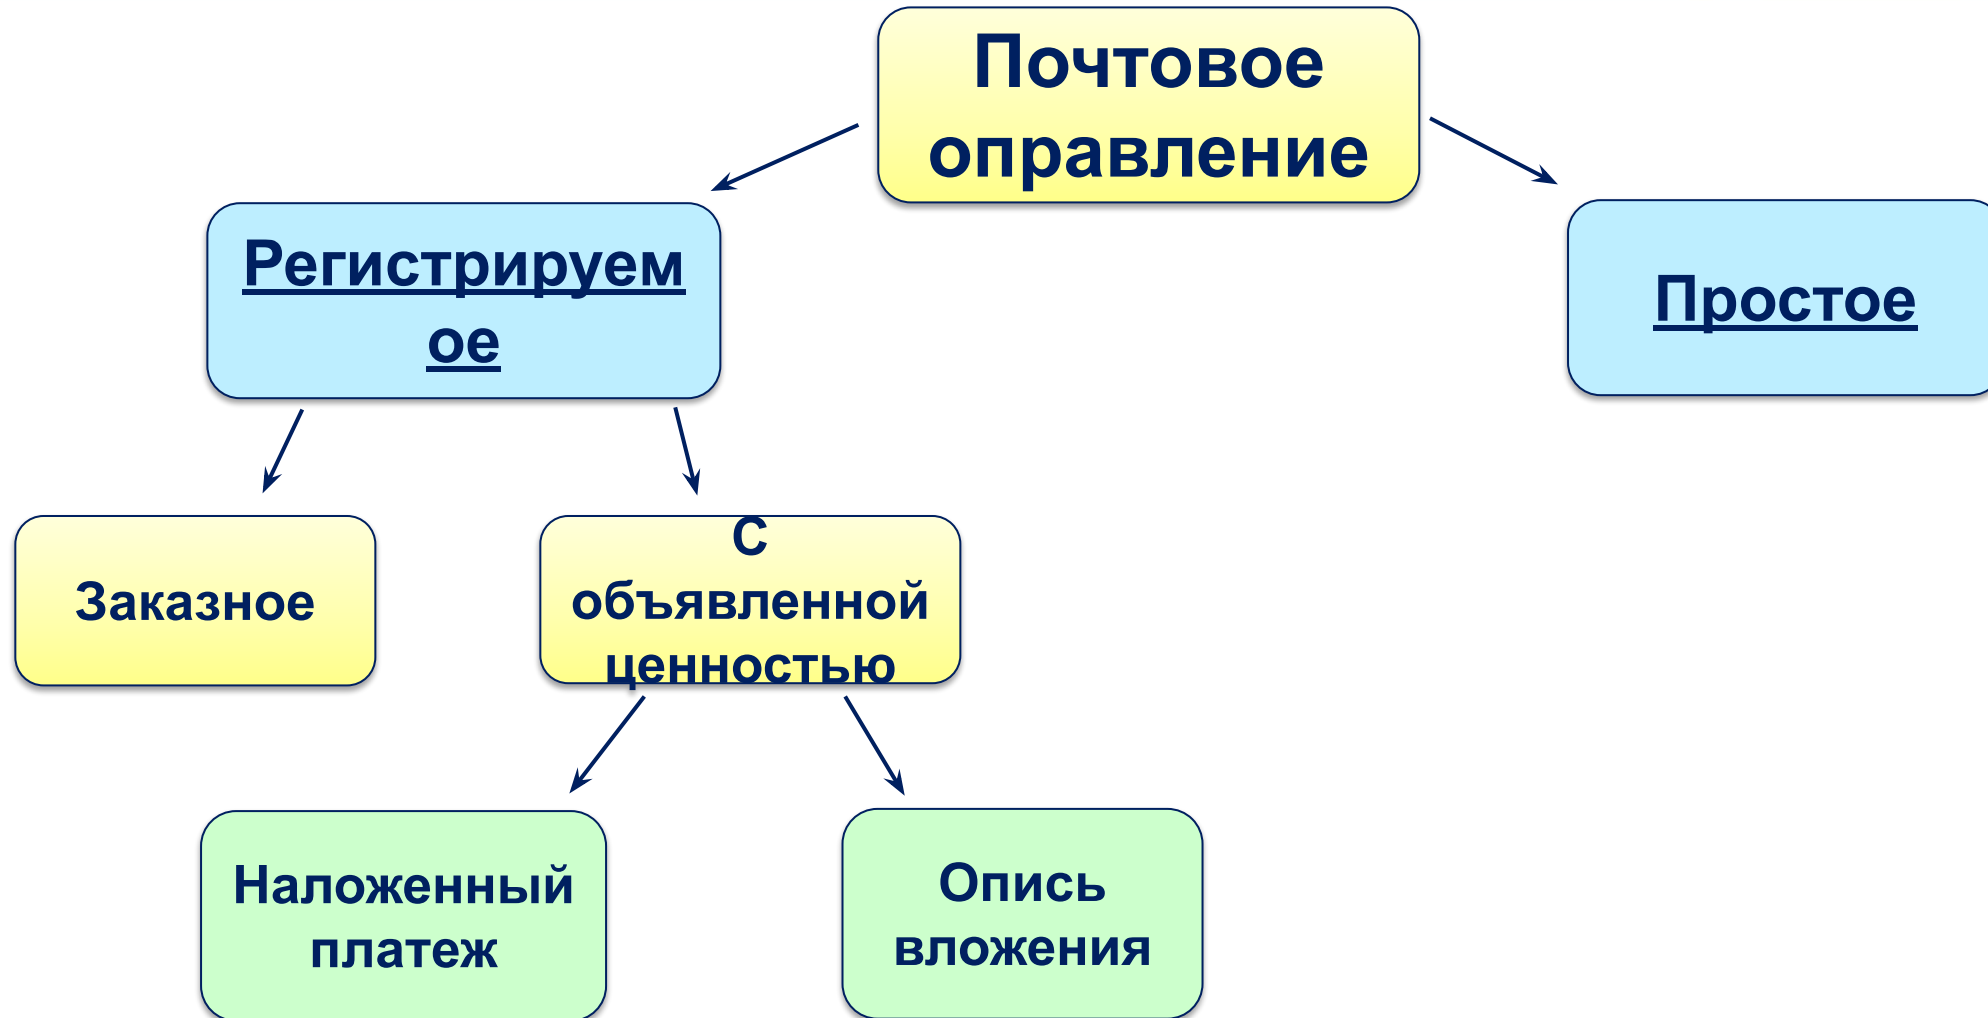 Почтовое
оправление
Регистрируем
ое
Простое
Заказное
С
объявленной
ценностью
Наложенный
платеж
Опись
вложения